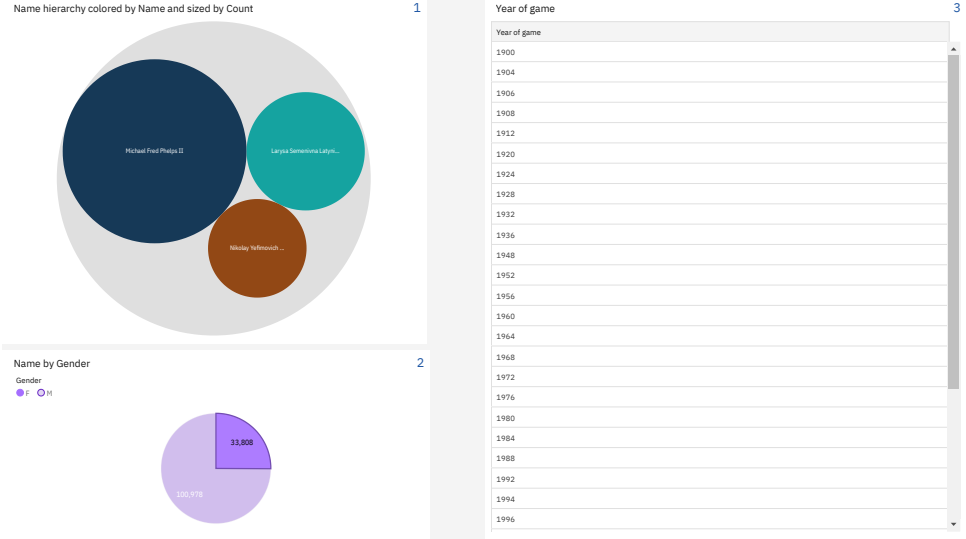 Name hierarchy colored by Name and sized by Count
1
Michael Fred Phelps II
Larysa Semenivna Latyni...
Nikolay Yefimovich ...
Name by Gender
2
Gender
F
M
33,808
100,978
Year of game
3
Year of game
1900
1904
1906
1908
1912
1920
1924
1928
1932
1936
1948
1952
1956
1960
1964
1968
1972
1976
1980
1984
1988
1992
1994
1996